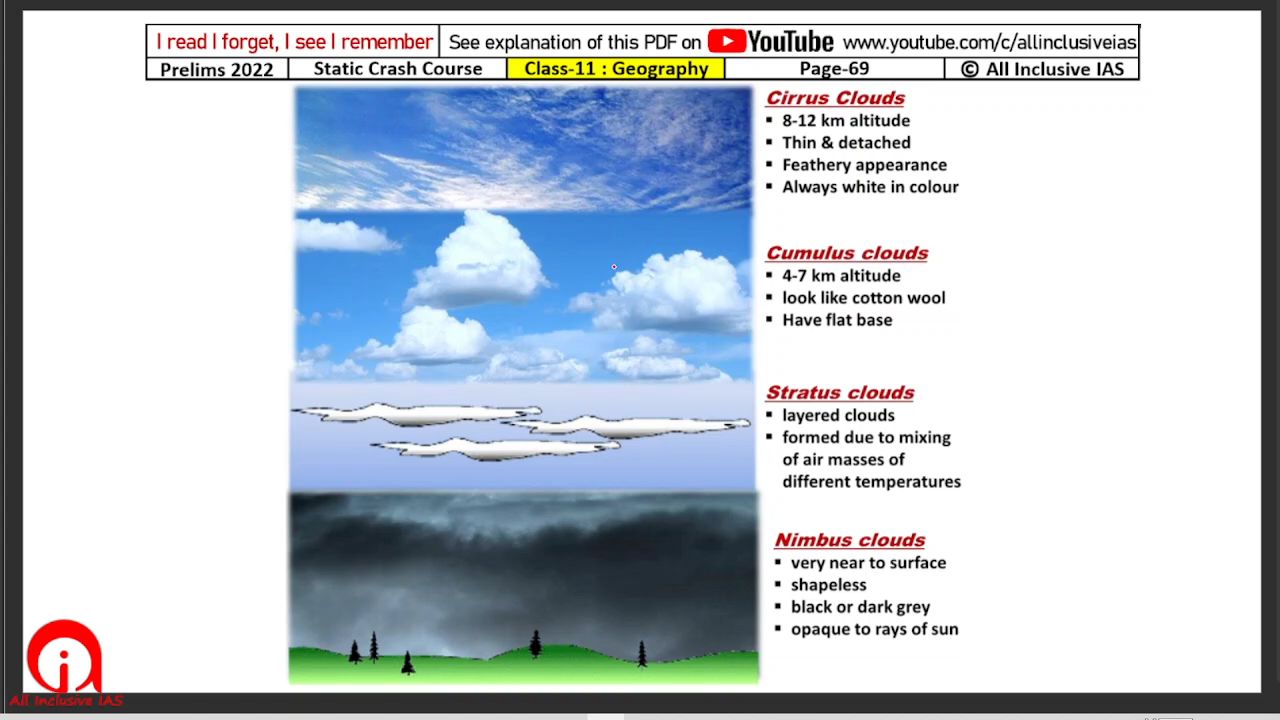 I read I forget, I see I remember
See explanation of this PDF on YouTube www.youtube.com/c/allinclusiveias
Prelims 2022 Static Crash Course Class-11 : Geography Page-69 © All Inclusive IAS
Cirrus Clouds
▪ 8-12 km altitude
▪ Thin & detached
▪ Feathery appearance
▪ Always white in colour
Cumulus clouds
▪ 4-7 km altitude
▪ look like cotton wool
▪ Have flat base
Stratus clouds
▪ layered clouds
▪ formed due to mixing
of air masses of
different temperatures
Nimbus clouds
▪ very near to surface
▪ shapeless
▪ black or dark grey
▪ opaque to rays of sun
All Inclusive IAS